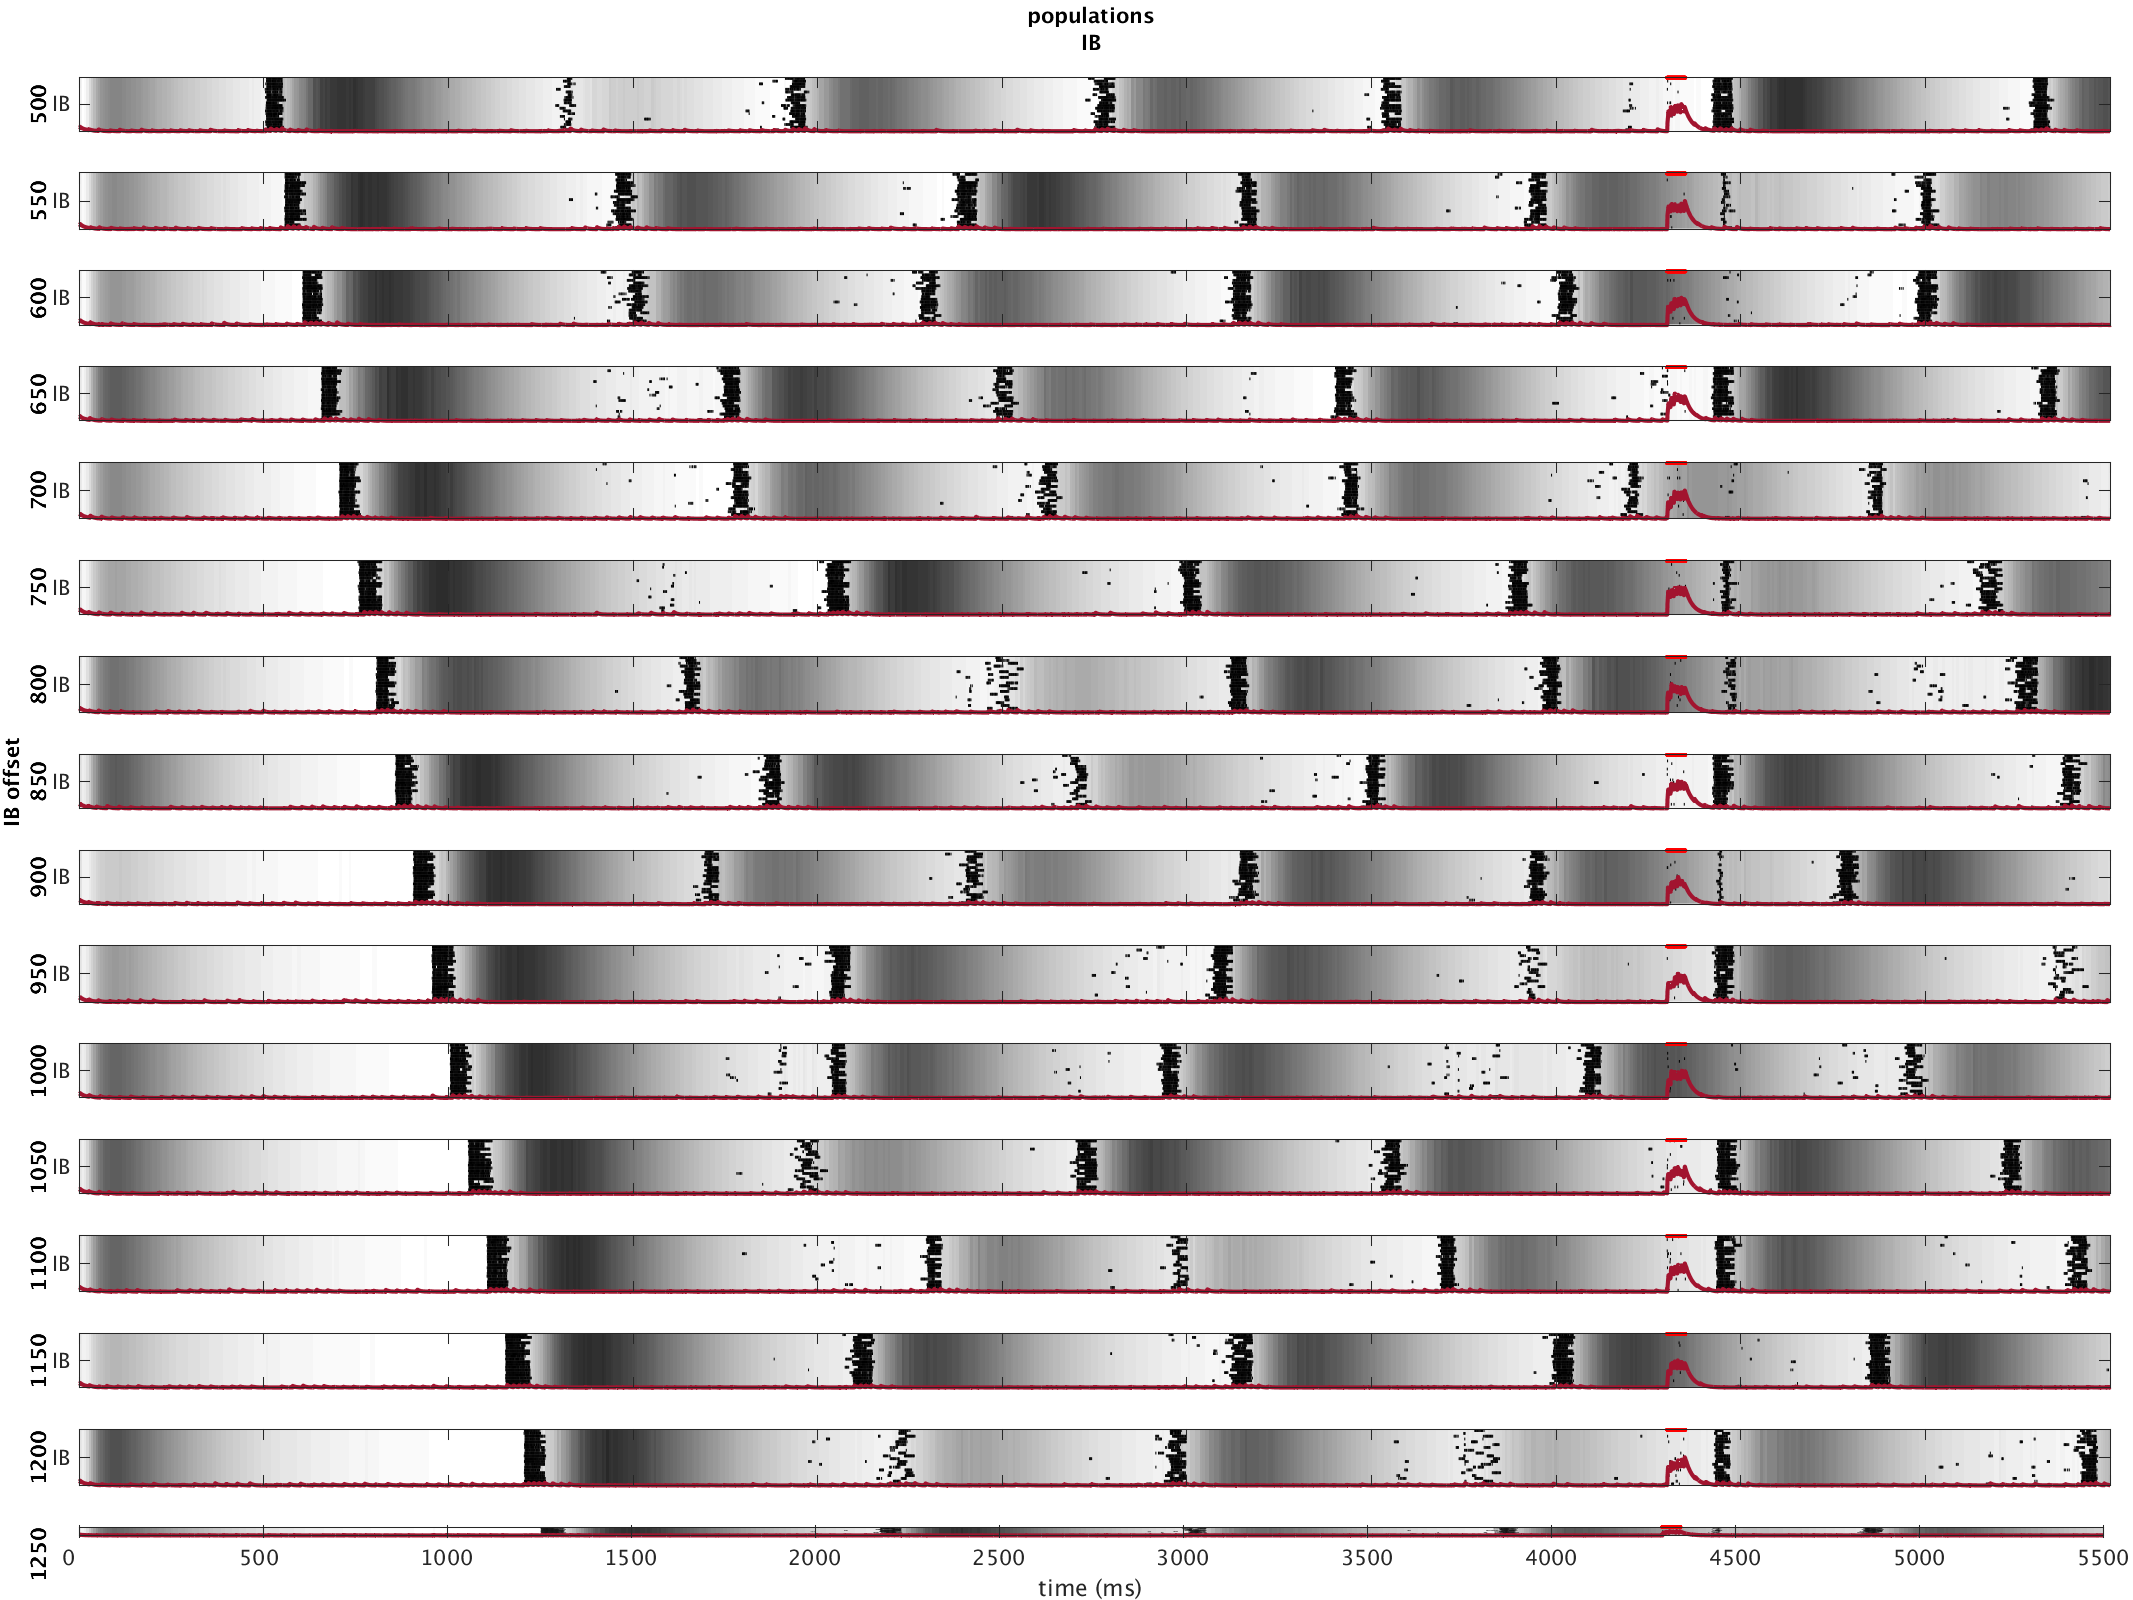 populations
IB
500 IB
550 IB
600 IB
650 IB
700 IB
750 IB
800 IB
IB offset
850 IB
900 IB
950 IB
1000 IB
1050 IB
1100 IB
1150 IB
1200 IB
1250
0 500 1000 1500 2000 2500 3000 3500 4000 4500 5000 5500
time (ms)